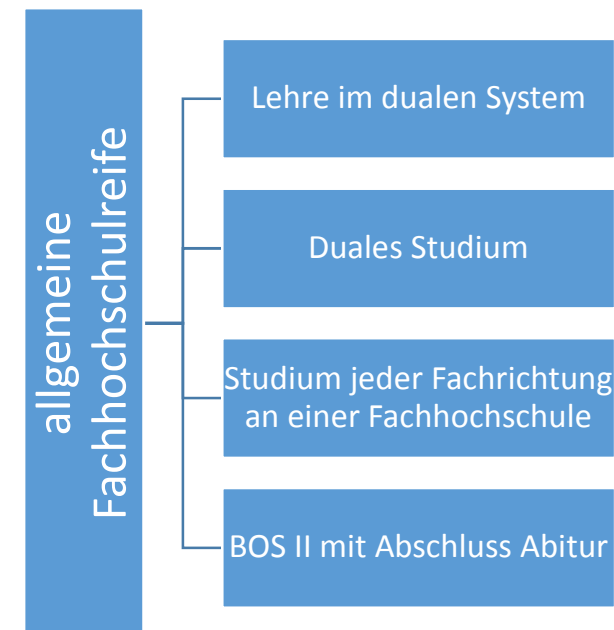 allgemeine
Fachhochschulreife
Lehre im dualen System
Duales Studium
Studium jeder Fachrichtung
an einer Fachhochschule
BOS II mit Abschluss Abitur